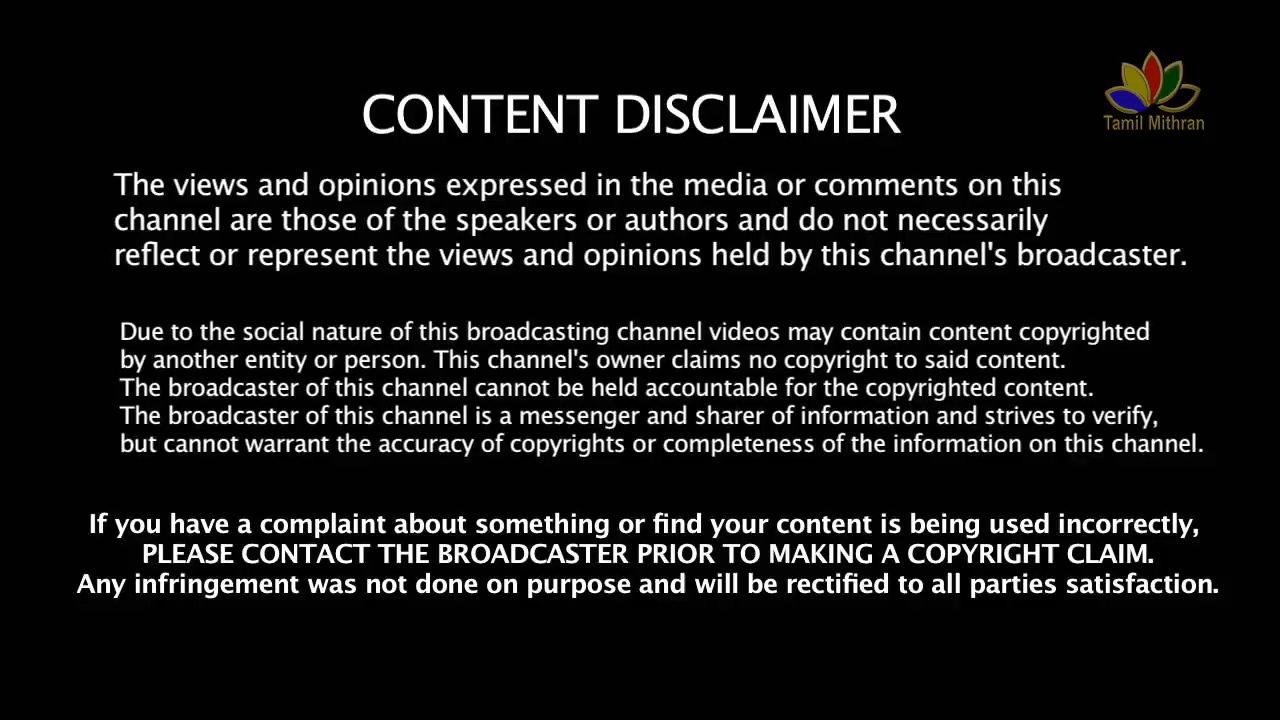 Tamil Mithran
CONTENT DISCLAIMER
The views and opinions expressed in the media or comments on this
channel are those of the speakers or authors and do not necessarily
reflect or represent the views and opinions held by this channel's broadcaster.
Due to the social nature of this broadcasting channel videos may contain content copyrighted
by another entity or person. This channel's owner claims no copyright to said content.
The broadcaster of this channel cannot be held accountable for the copyrighted content.
The broadcaster of this channel is a messenger and sharer of information and strives to verify,
but cannot warrant the accuracy of copyrights or completeness of the information on this channel.
If you have a complaint about something or find your content is being used incorrectly,
PLEASE CONTACT THE BROADCASTER PRIOR TO MAKING A COPYRIGHT CLAIM.
Any infringement was not done on purpose and will be rectified to all parties satisfaction.